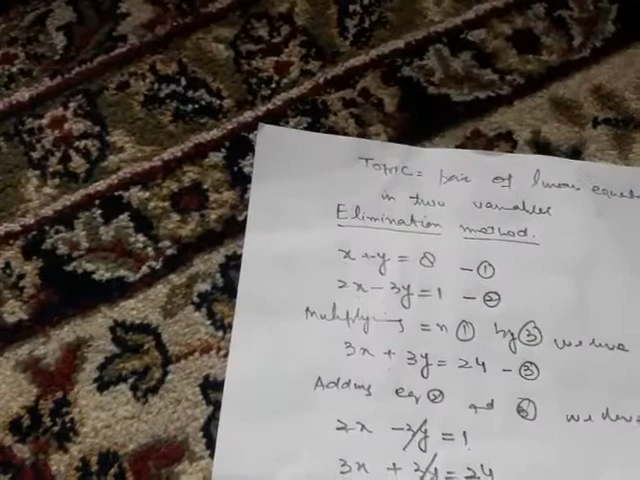 Topic = pair of linear equat
in two variables
Elimination method.
x + y = 8 - ①
2x - 3y = 1 - ②
Multiplying = n ① by ③ we have
3x + 3y = 24 - ③
Adding eq ② and ③ we have
2x - 3y = 1
3x + 3y = 24